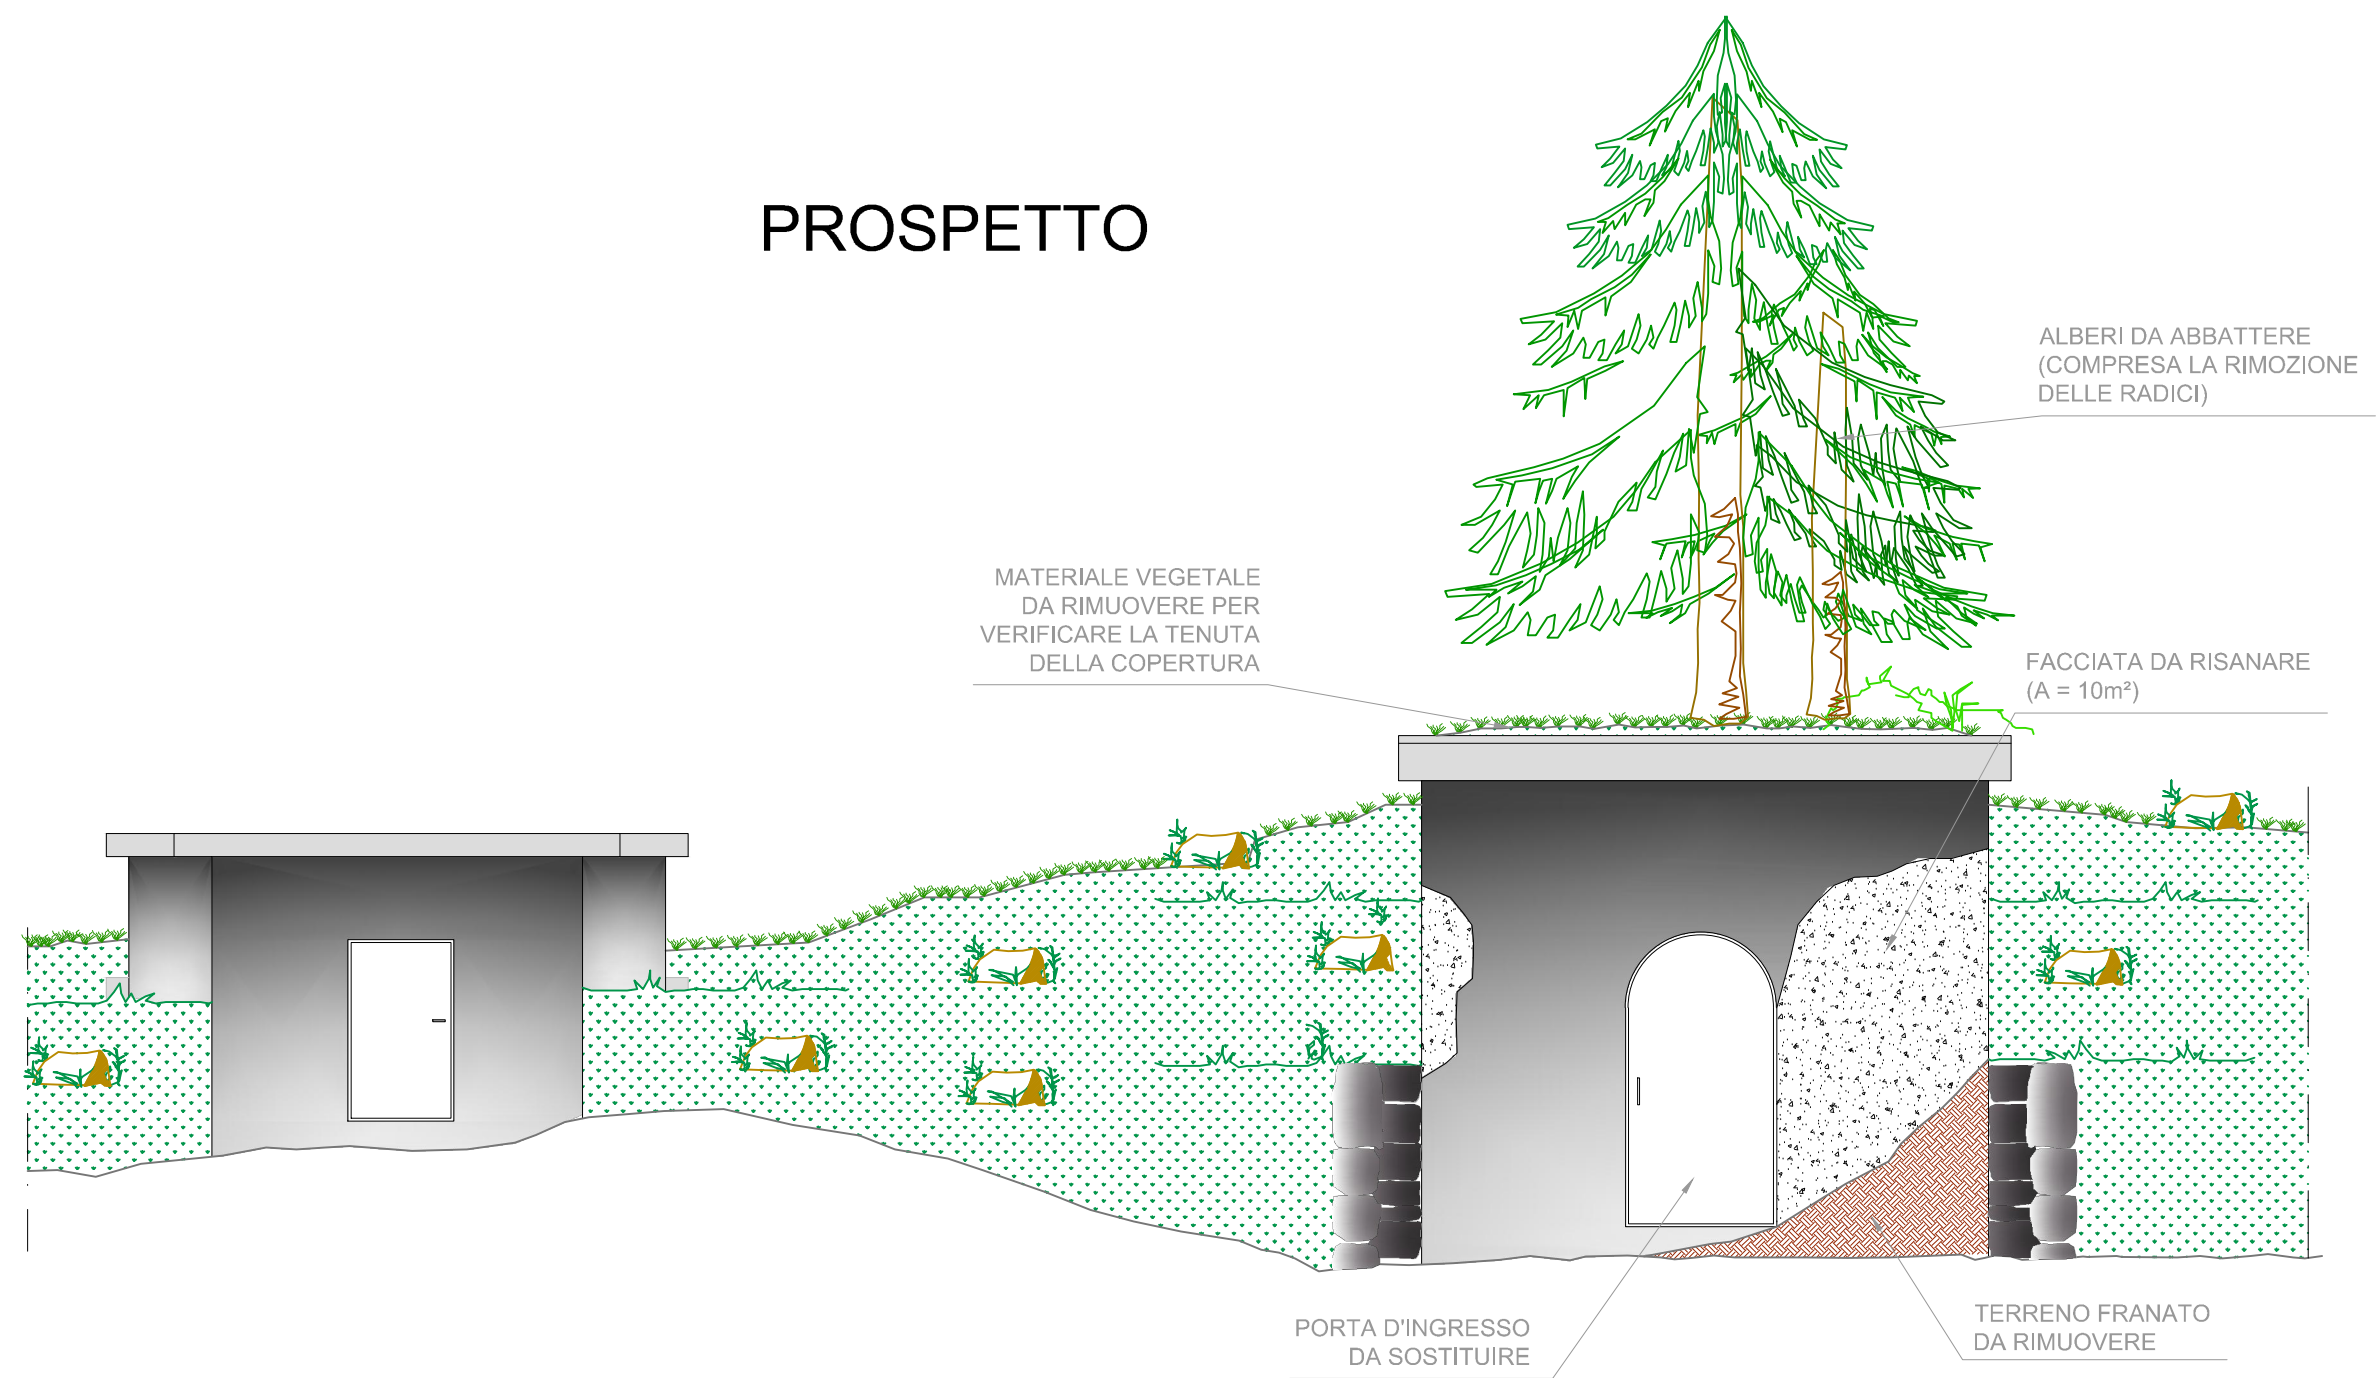 PROSPETTO
ALBERI DA ABBATTERE
(COMPRESA LA RIMOZIONE
DELLE RADICI)
MATERIALE VEGETALE
DA RIMUOVERE PER
VERIFICARE LA TENUTA
DELLA COPERTURA
FACCIATA DA RISANARE
(A = 10m²)
PORTA D'INGRESSO
DA SOSTITUIRE
TERRENO FRANATO
DA RIMUOVERE